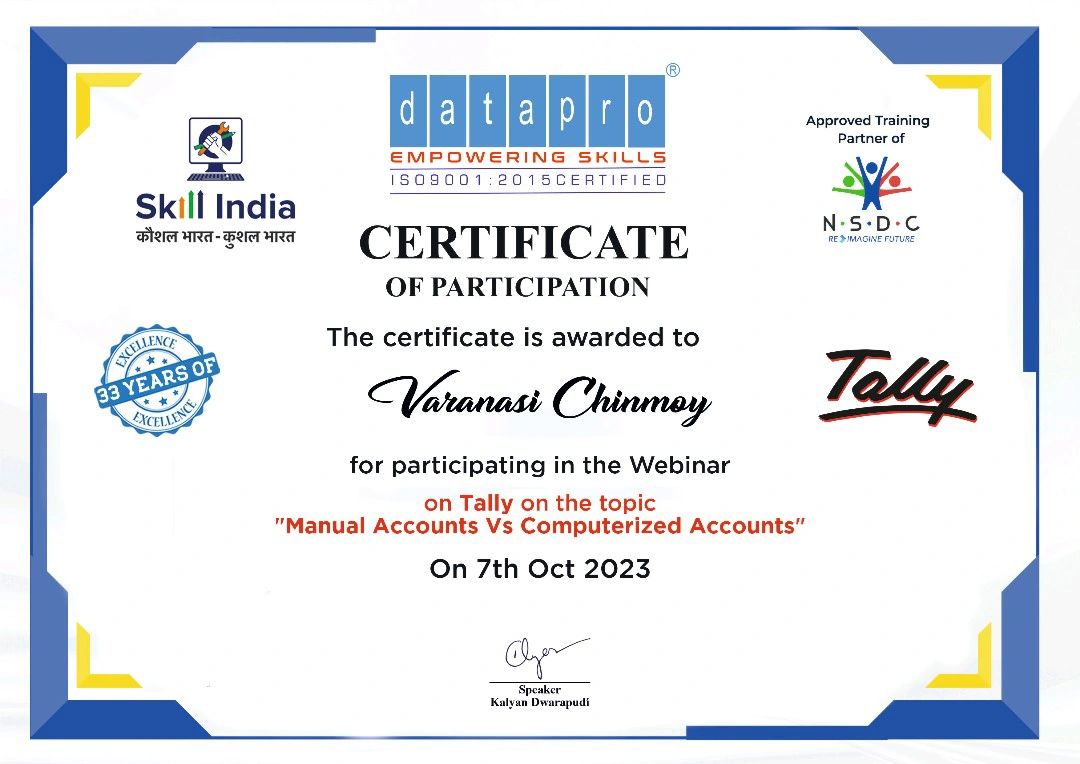 datapro®
EMPOWERING SKILLS
ISO9001:2015CERTIFIED
Skill India
कौशल भारत - कुशल भारत
Approved Training
Partner of
N·S·D·C
RE IMAGINE FUTURE
CERTIFICATE
OF PARTICIPATION
The certificate is awarded to
Varanasi Chinmoy
EXCELLENCE
33 YEARS OF
EXCELLENCE
Tally
for participating in the Webinar
on Tally on the topic
"Manual Accounts Vs Computerized Accounts"
On 7th Oct 2023
Speaker
Kalyan Dwarapudi